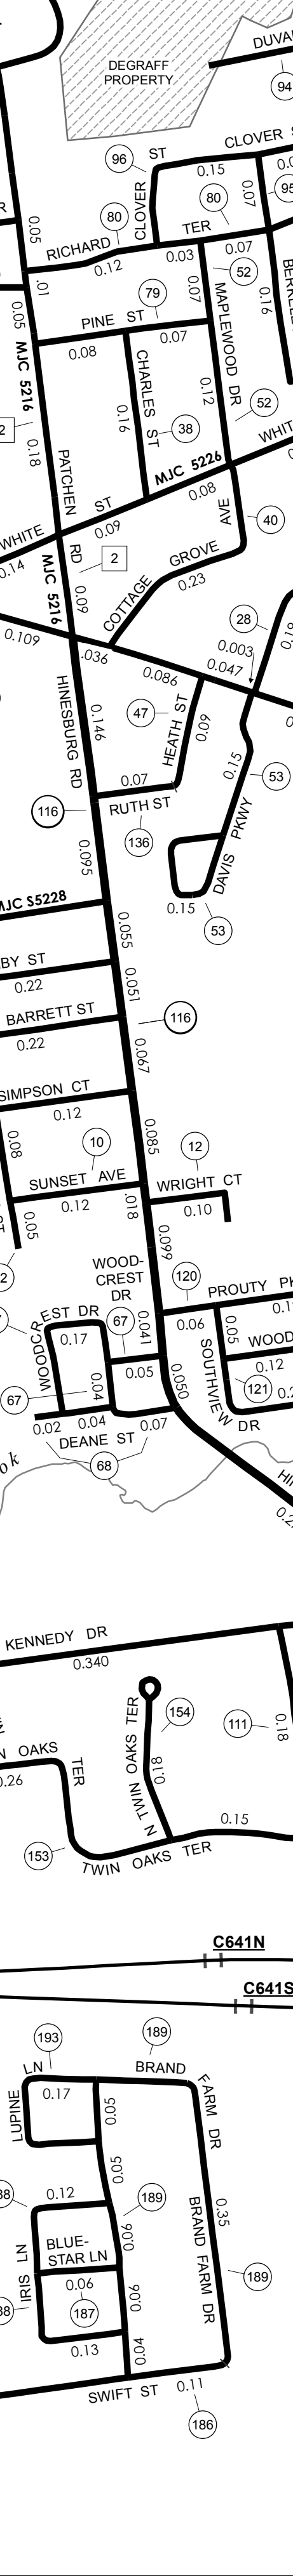 DEGRAFF
PROPERTY
DUVA
94
CLOVER S
96
ST
0.15
0.0
CLOVER
80
0.07
95
R
0.05
80
RICHARD
TER
0.12
0.03
0.07
52
.01
79
0.07
0.16
0.05
PINE ST
0.07
0.08
MAPLEWOOD DR
MJC 5216
CHARLES ST
0.16
0.12
52
38
2
0.18
WHIT
MJC 5226
PATCHEN
0.08
ST
0.09
AVE
40
WHITE
RD
2
0.14
MJC 5216
GROVE
0.23
0.09
COTTAGE
28
0.109
.036
0.003
0.086
0.047
HINESBURG RD
0.146
47
HEATH ST
0.09
0.15
53
0.07
RUTH ST
116
136
DAVIS PKWY
0.095
0.15
53
MJC S5228
0.055
BY ST
0.22
0.051
BARRETT ST
116
0.22
0.067
SIMPSON CT
0.12
0.08
0.085
10
12
SUNSET AVE
WRIGHT CT
0.12
.018
0.10
0.05
0.099
WOOD-
CREST
DR
120
PROUTY PK
67
0.06
0.05
WOODCREST DR
0.17
0.041
WOOD
0.05
0.12
67
0.04
0.050
SOUTHVIEW
121
0.02
0.04
0.07
DR
DEANE ST
68
ok
HI
KENNEDY DR
0.340
154
111
0.18
N OAKS
TER
0.26
N TWIN OAKS TER
0.18
0.15
153
TWIN OAKS TER
C641N
C641S
193
189
LN
BRAND
0.17
LUPINE
0.05
FARM DR
0.05
0.12
189
0.35
0.06
BRAND FARM DR
BLUE-
STAR LN
IRIS LN
0.06
189
187
0.06
0.13
0.04
0.11
SWIFT ST
186